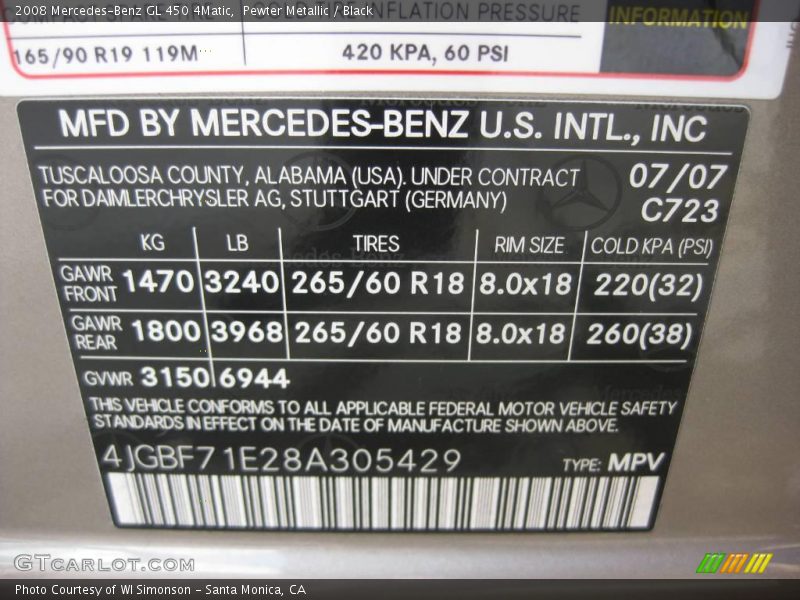 2008 Mercedes-Benz GL 450 4Matic, Pewter Metallic / Black
INFLATION PRESSURE
INFORMATION
165/90 R19 119M 420 KPA, 60 PSI
MFD BY MERCEDES-BENZ U.S. INTL., INC
TUSCALOOSA COUNTY, ALABAMA (USA). UNDER CONTRACT 07/07
FOR DAIMLERCHRYSLER AG, STUTTGART (GERMANY) C723
KG LB TIRES RIM SIZE COLD KPA (PSI)
GAWR FRONT 1470 3240 265/60 R18 8.0x18 220(32)
GAWR REAR 1800 3968 265/60 R18 8.0x18 260(38)
GVWR 3150 6944
THIS VEHICLE CONFORMS TO ALL APPLICABLE FEDERAL MOTOR VEHICLE SAFETY
STANDARDS IN EFFECT ON THE DATE OF MANUFACTURE SHOWN ABOVE.
4JGBF71E28A305429 TYPE: MPV
GTCARLOT.COM
Photo Courtesy of WI Simonson - Santa Monica, CA